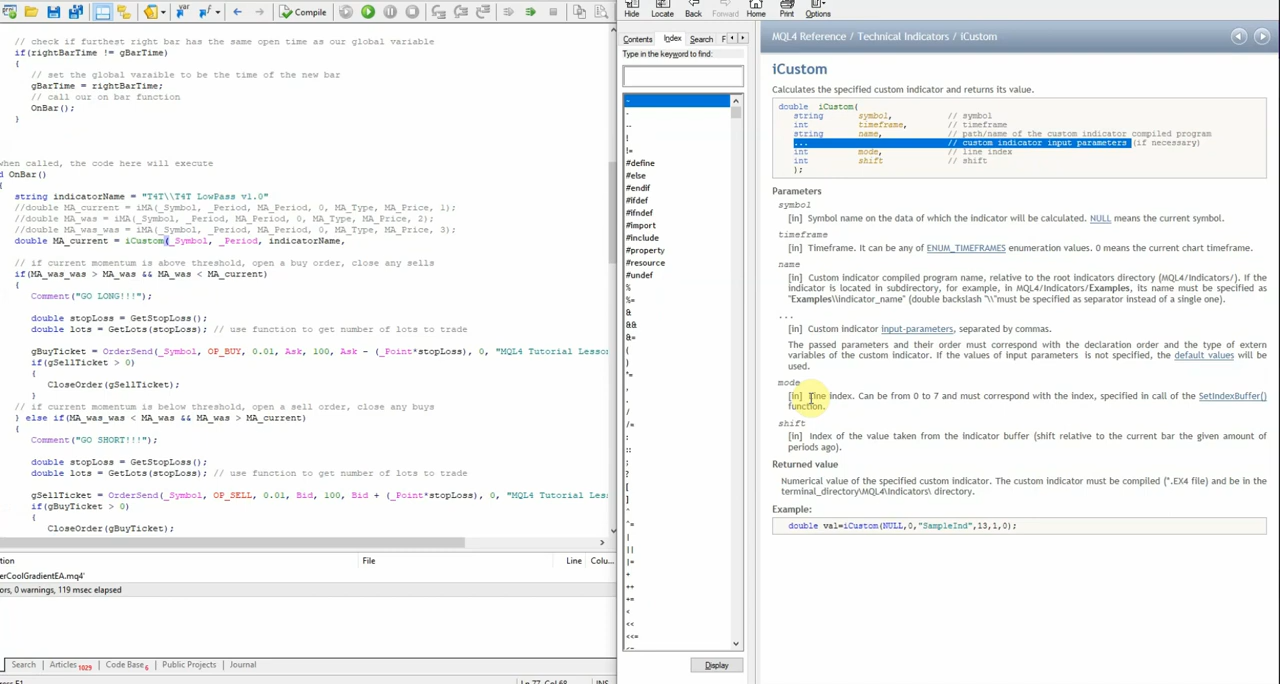 Compile
// check if furthest right bar has the same open time as our global variable
if(rightBarTime != gBarTime)
{
// set the global varaible to be the time of the new bar
gBarTime = rightBarTime;
// call our on bar function
OnBar();
}
when called, the code here will execute
d OnBar()
{
string indicatorName = "T4T\\T4T LowPass v1.0"
//double MA_current = iMA(_Symbol, _Period, MA_Period, 0, MA_Type, MA_Price, 1);
//double MA_was = iMA(_Symbol, _Period, MA_Period, 0, MA_Type, MA_Price, 2);
//double MA_was_was = iMA(_Symbol, _Period, MA_Period, 0, MA_Type, MA_Price, 3);
double MA_current = iCustom(_Symbol, _Period, indicatorName,
// if current momentum is above threshold, open a buy order, close any sells
if(MA_was_was > MA_was && MA_was < MA_current)
{
Comment("GO LONG!!!");
double stopLoss = GetStopLoss();
double lots = GetLots(stopLoss); // use function to get number of lots to trade
gBuyTicket = OrderSend(_Symbol, OP_BUY, 0.01, Ask, 100, Ask - (_Point*stopLoss), 0, "MQL4 Tutorial Lesso
if(gSellTicket > 0)
{
CloseOrder(gSellTicket);
}
// if current momentum is below threshold, open a sell order, close any buys
} else if(MA_was_was < MA_was && MA_was > MA_current)
{
Comment("GO SHORT!!!");
double stopLoss = GetStopLoss();
double lots = GetLots(stopLoss); // use function to get number of lots to trade
gSellTicket = OrderSend(_Symbol, OP_SELL, 0.01, Bid, 100, Bid + (_Point*stopLoss), 0, "MQL4 Tutorial Less
if(gBuyTicket > 0)
{
CloseOrder(gBuyTicket);
tion File Line Colu...
erCoolGradientEA.mq4'
ors, 0 warnings, 119 msec elapsed
Search Articles 1029 Code Base 6 Public Projects Journal
Ln 77, Col 68 INS
Hide Locate Back Forward Home Print Options
Contents Index Search F
Type in the keyword to find:
-
-
--
!
!=
#define
#else
#endif
#ifdef
#ifndef
#import
#include
#property
#resource
#undef
%
%=
&
&&
&=
(
)
*=
,
.
/
/=
:
::
;
?
[
]
^
^=
|
||
|=
+
++
+=
<
<<
<<=
Display
MQL4 Reference / Technical Indicators / iCustom
iCustom
Calculates the specified custom indicator and returns its value.
double iCustom(
string symbol, // symbol
int timeframe, // timeframe
string name, // path/name of the custom indicator compiled program
... // custom indicator input parameters (if necessary)
int mode, // line index
int shift // shift
);
Parameters
symbol
[in] Symbol name on the data of which the indicator will be calculated. NULL means the current symbol.
timeframe
[in] Timeframe. It can be any of ENUM_TIMEFRAMES enumeration values. 0 means the current chart timeframe.
name
[in] Custom indicator compiled program name, relative to the root indicators directory (MQL4/Indicators/). If the
indicator is located in subdirectory, for example, in MQL4/Indicators/Examples, its name must be specified as
"Examples\\indicator_name" (double backslash "\\"must be specified as separator instead of a single one).
...
[in] Custom indicator input-parameters, separated by commas.
The passed parameters and their order must correspond with the declaration order and the type of extern
variables of the custom indicator. If the values of input parameters is not specified, the default values will be
used.
mode
[in] Line index. Can be from 0 to 7 and must correspond with the index, specified in call of the SetIndexBuffer()
function.
shift
[in] Index of the value taken from the indicator buffer (shift relative to the current bar the given amount of
periods ago).
Returned value
Numerical value of the specified custom indicator. The custom indicator must be compiled (*.EX4 file) and be in the
terminal_directory\MQL4\Indicators\ directory.
Example:
double val=iCustom(NULL,0,"SampleInd",13,1,0);